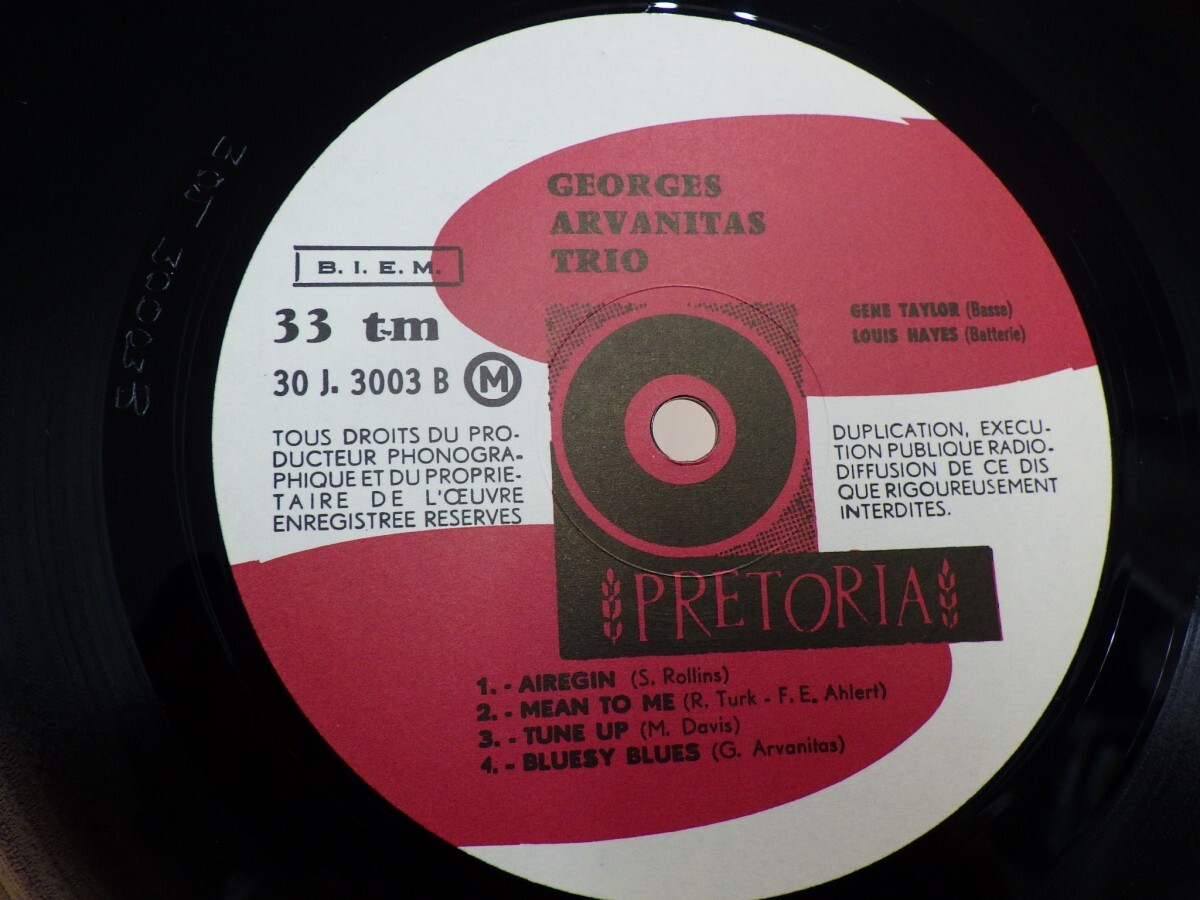 GEORGES
ARVANITAS
TRIO
B. I. E. M.
33 t-m
30 J. 3003 B M
GENE TAYLOR (Basse)
LOUIS HAYES (Batterie)
TOUS DROITS DU PRO-
DUCTEUR PHONOGRA-
PHIQUE ET DU PROPRIE-
TAIRE DE L'ŒUVRE
ENREGISTREE RESERVES
DUPLICATION, EXECU-
TION PUBLIQUE RADIO-
DIFFUSION DE CE DIS
QUE RIGOUREUSEMENT
INTERDITES.
PRETORIA
1. - AIREGIN (S. Rollins)
2. - MEAN TO ME (R. Turk - F. E. Ahlert)
3. - TUNE UP (M. Davis)
4. - BLUESY BLUES (G. Arvanitas)